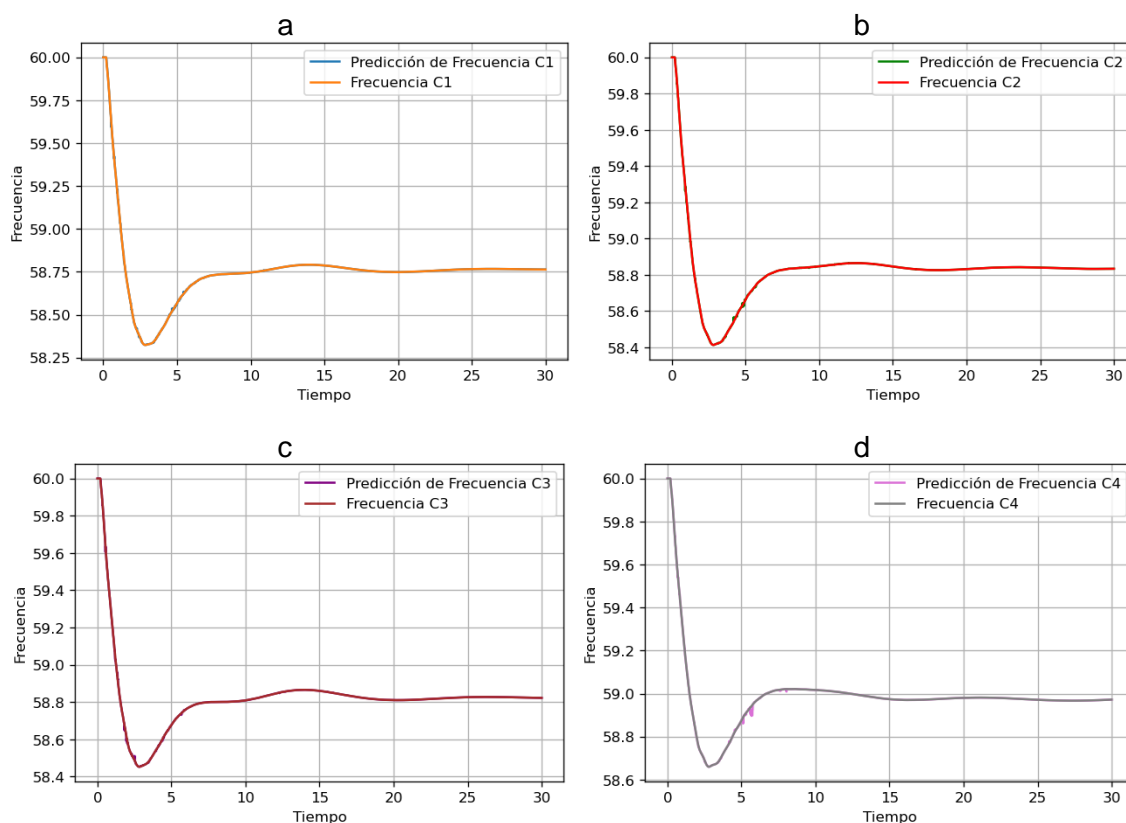 a
Predicción de Frecuencia C1
Frecuencia C1
60.00
59.75
59.50
59.25
59.00
58.75
58.50
58.25
Frecuencia
0 5 10 15 20 25 30
Tiempo
b
Predicción de Frecuencia C2
Frecuencia C2
60.0
59.8
59.6
59.4
59.2
59.0
58.8
58.6
58.4
Frecuencia
0 5 10 15 20 25 30
Tiempo
c
Predicción de Frecuencia C3
Frecuencia C3
60.0
59.8
59.6
59.4
59.2
59.0
58.8
58.6
58.4
Frecuencia
0 5 10 15 20 25 30
Tiempo
d
Predicción de Frecuencia C4
Frecuencia C4
60.0
59.8
59.6
59.4
59.2
59.0
58.8
58.6
Frecuencia
0 5 10 15 20 25 30
Tiempo